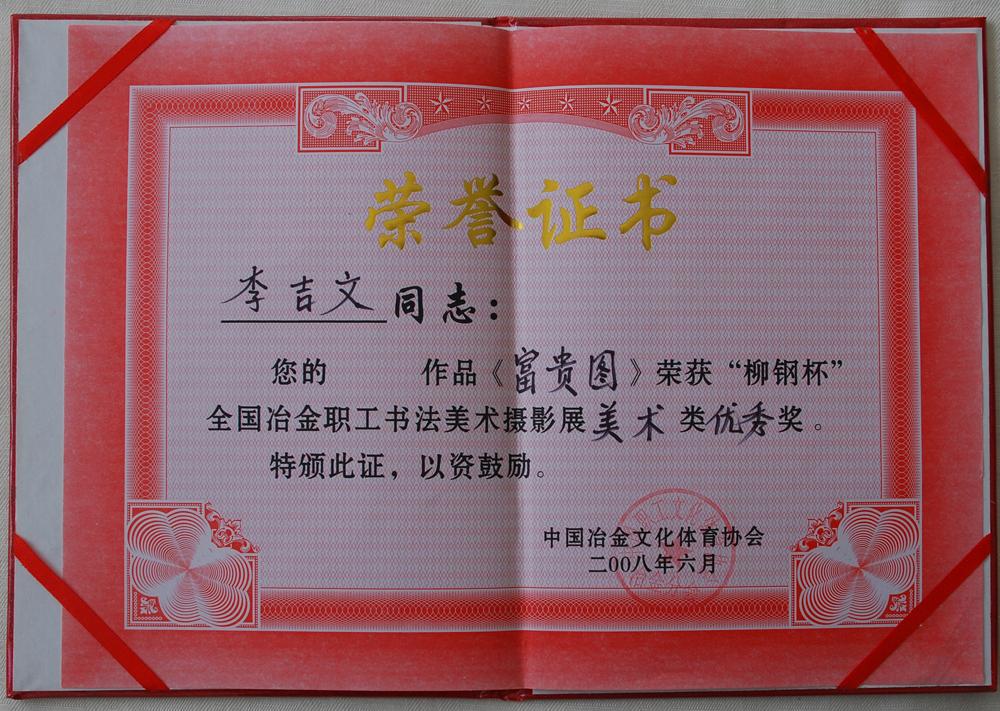 荣誉证书
李吉文同志：
您的 作品《富贵图》荣获“柳钢杯”
全国冶金职工书法美术摄影展美术类优秀奖。
特颁此证，以资鼓励。
中国冶金文化体育协会
二00八年六月